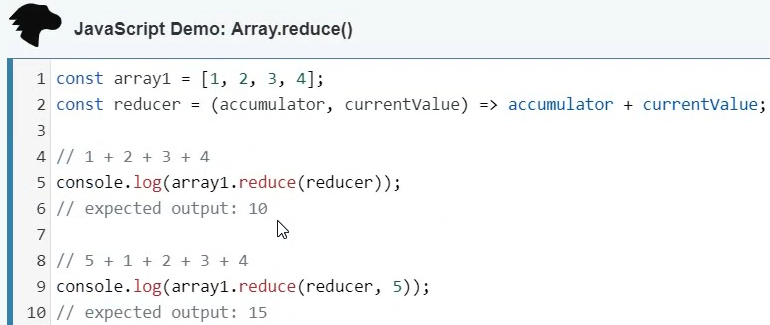 JavaScript Demo: Array.reduce()
1 const array1 = [1, 2, 3, 4];
2 const reducer = (accumulator, currentValue) => accumulator + currentValue;
3
4 // 1 + 2 + 3 + 4
5 console.log(array1.reduce(reducer));
6 // expected output: 10
7
8 // 5 + 1 + 2 + 3 + 4
9 console.log(array1.reduce(reducer, 5));
10 // expected output: 15